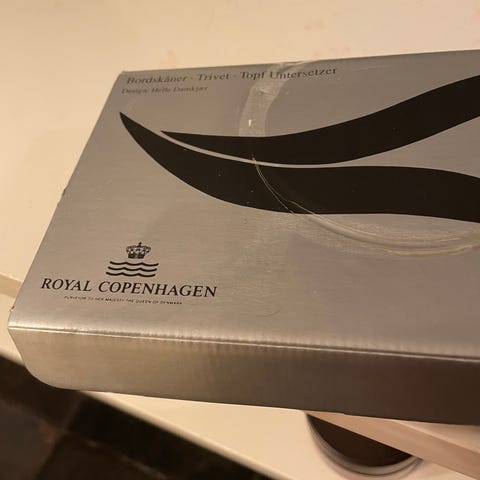 Bordskåner · Trivet · Topf Untersetzer
Design: Helle Damkjær
ROYAL COPENHAGEN
PURVEYOR TO HER MAJESTY THE QUEEN OF DENMARK